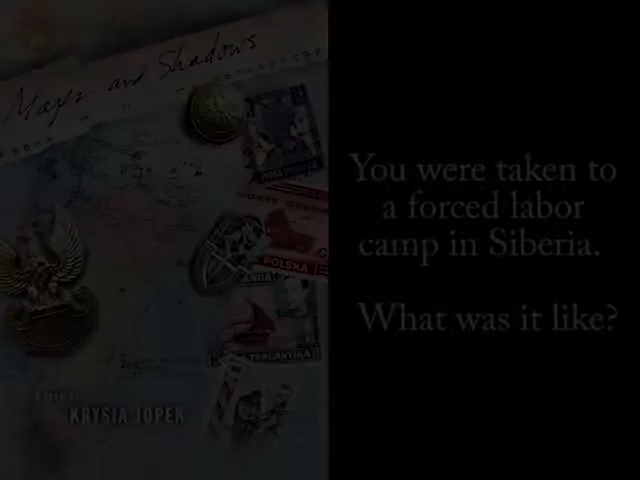 Maps and Shadows
POLSKA
TANGANYIKA
A novel by
KRYSIA JOPEK
You were taken to
a forced labor
camp in Siberia.
What was it like?